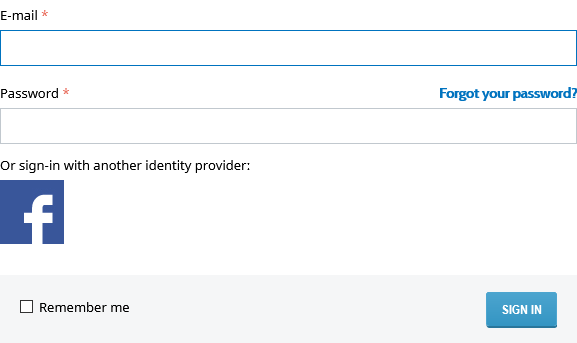 E-mail *
Password *
Forgot your password?
Or sign-in with another identity provider:
f
Remember me
SIGN IN